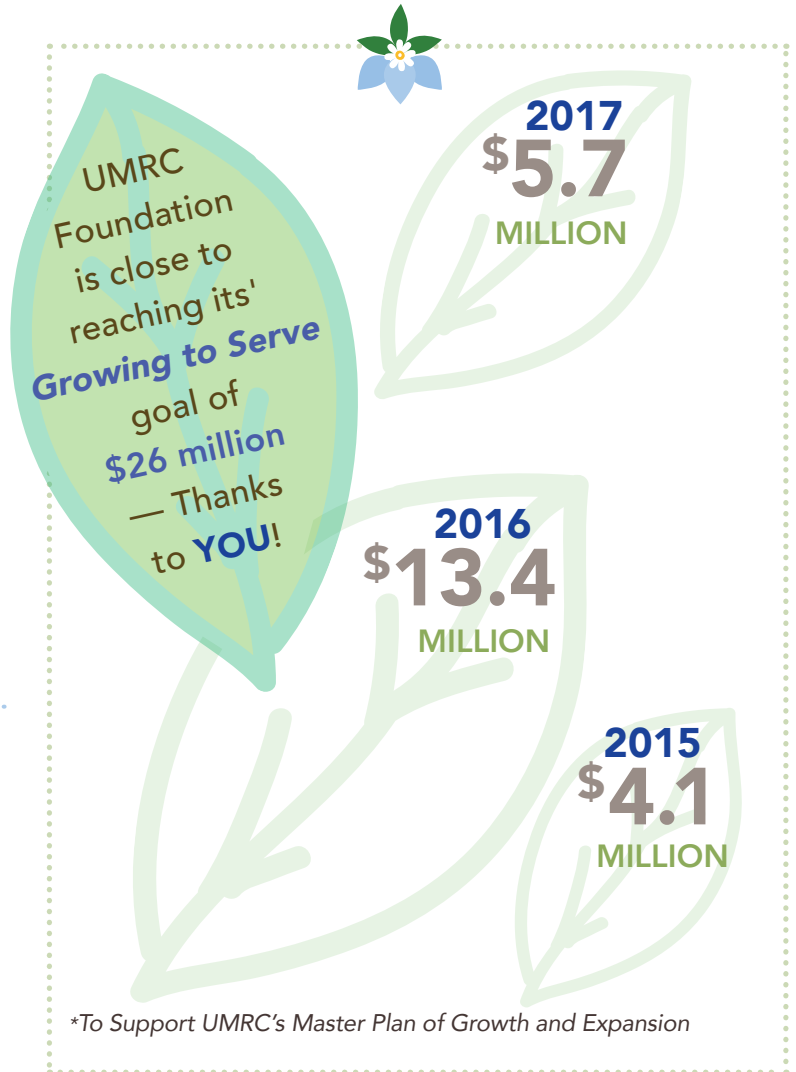 UMRC
Foundation
is close to
reaching its'
Growing to Serve
goal of
$26 million
— Thanks
to YOU!
2017
$5.7
MILLION
2016
$13.4
MILLION
2015
$4.1
MILLION
*To Support UMRC's Master Plan of Growth and Expansion